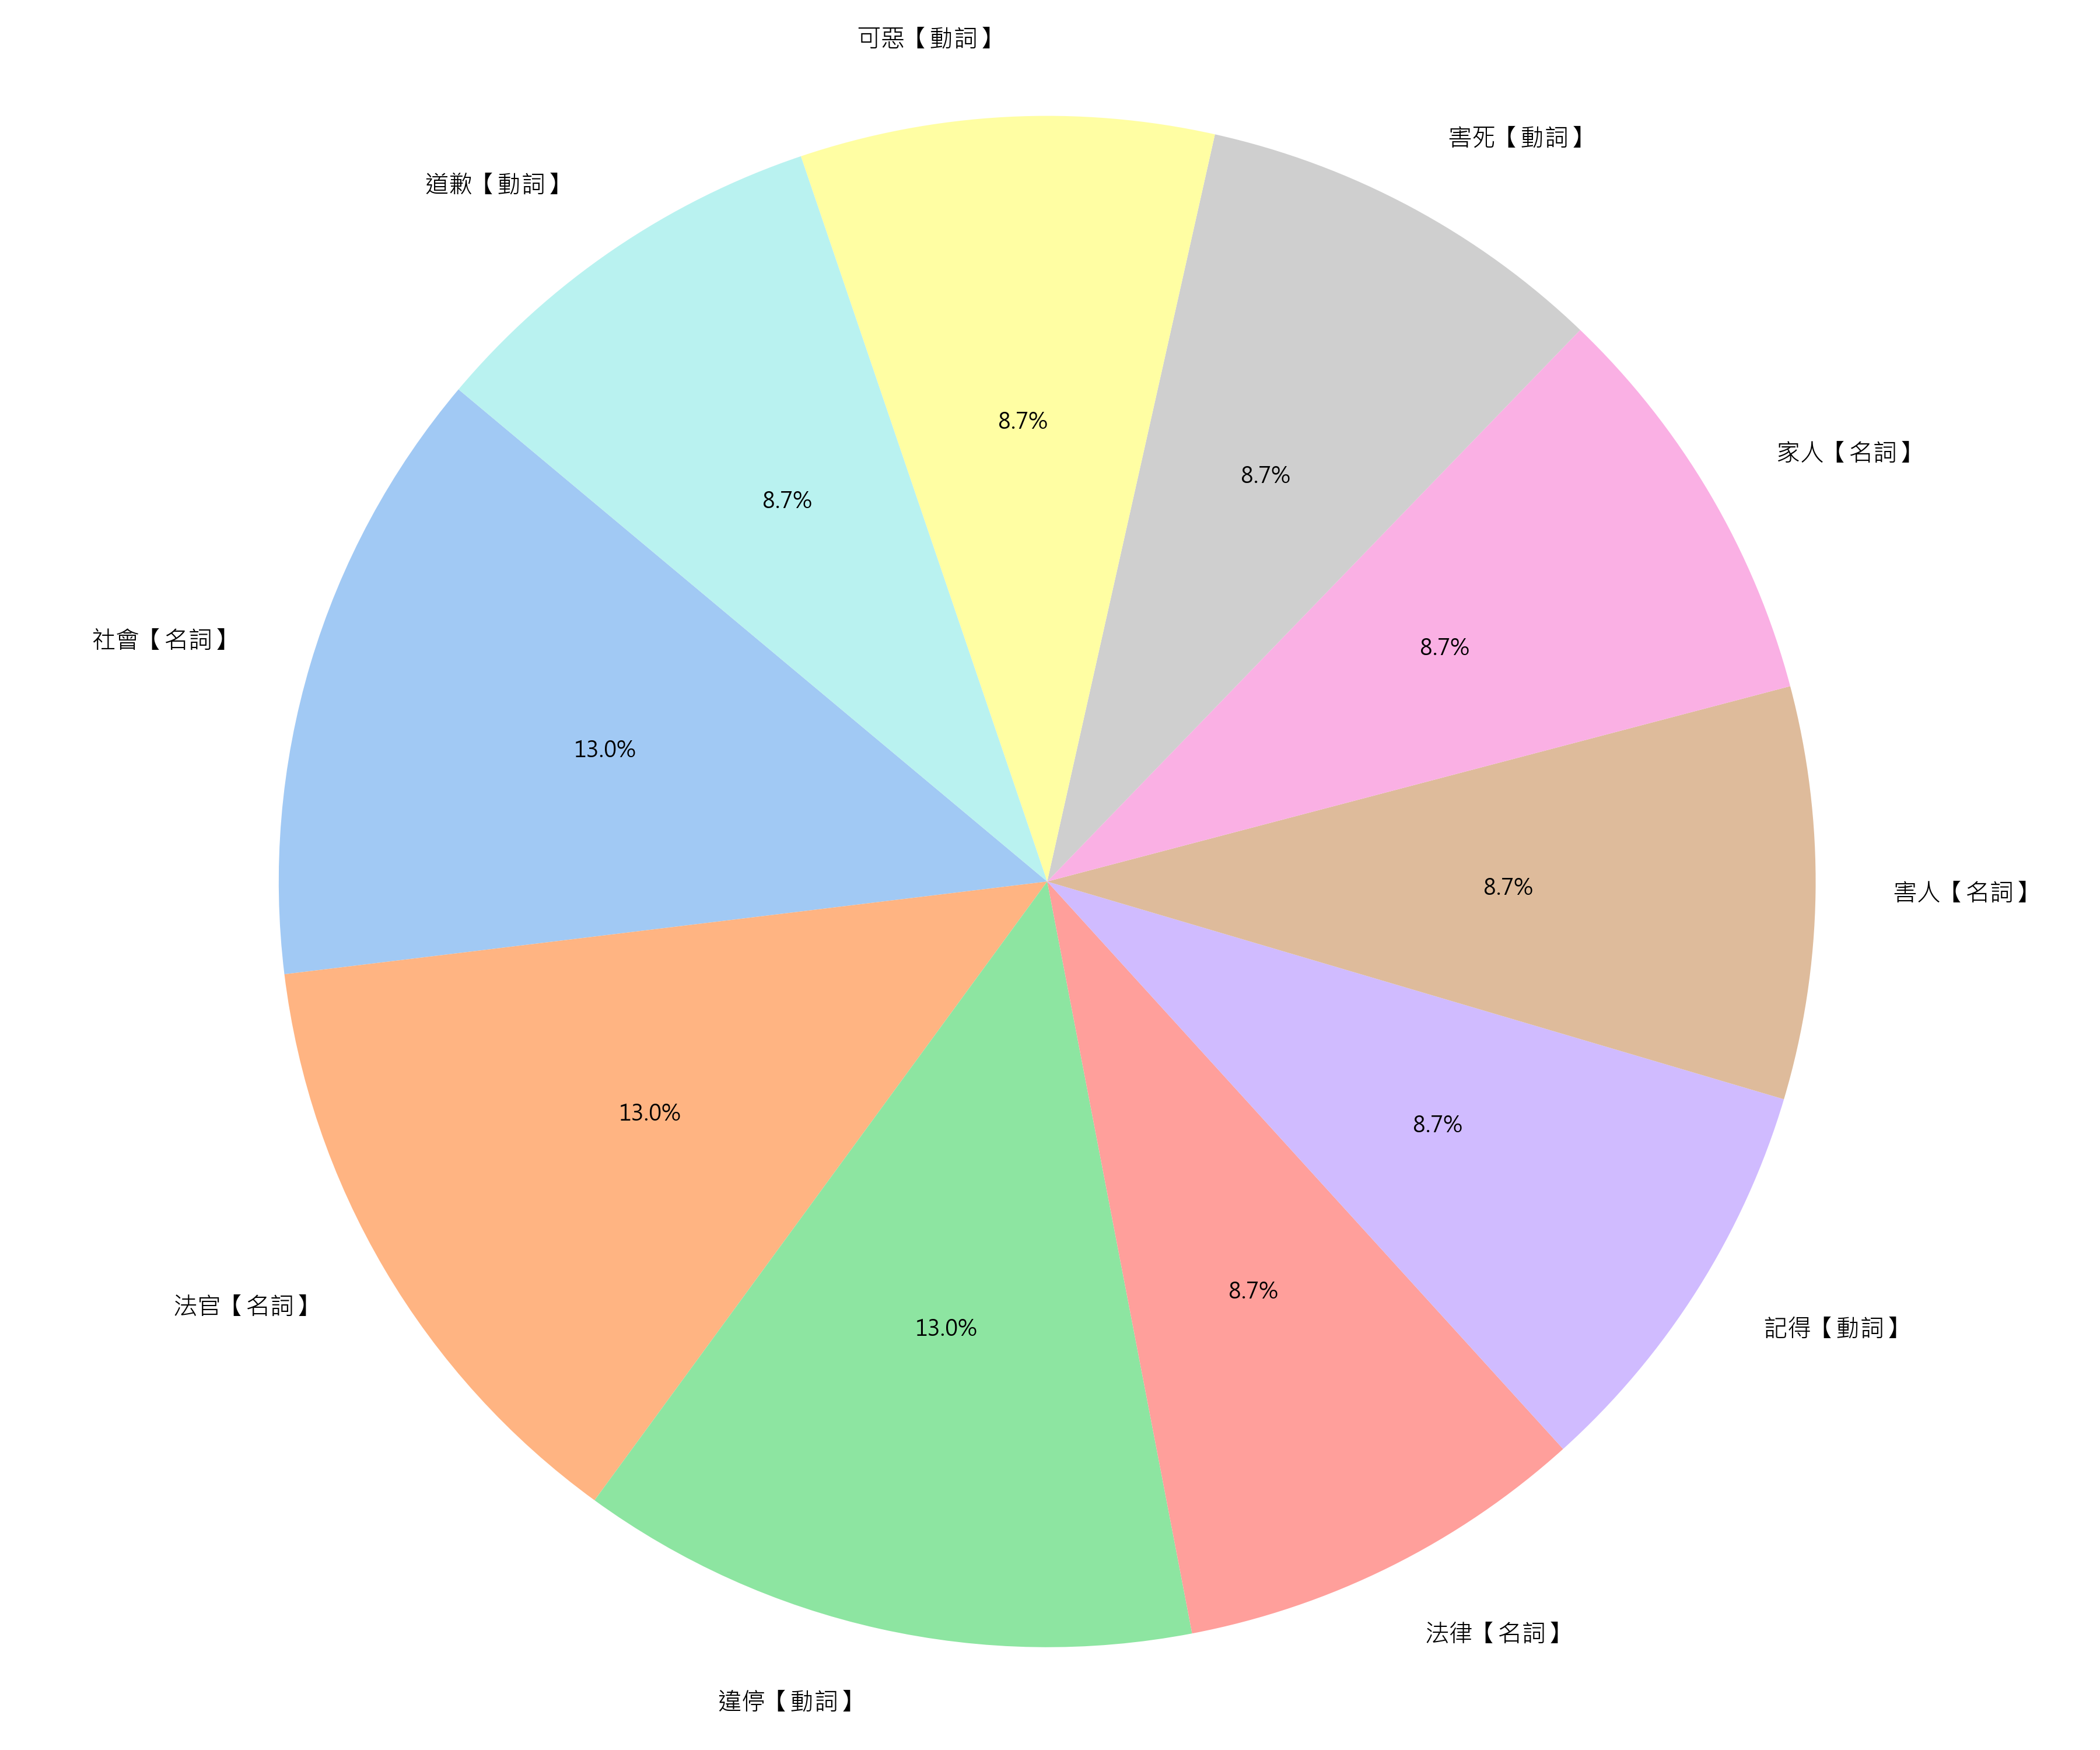 可惡【動詞】
害死【動詞】
道歉【動詞】
8.7%
家人【名詞】
8.7%
8.7%
社會【名詞】
8.7%
13.0%
8.7%
害人【名詞】
13.0%
8.7%
8.7%
法官【名詞】
13.0%
記得【動詞】
法律【名詞】
違停【動詞】